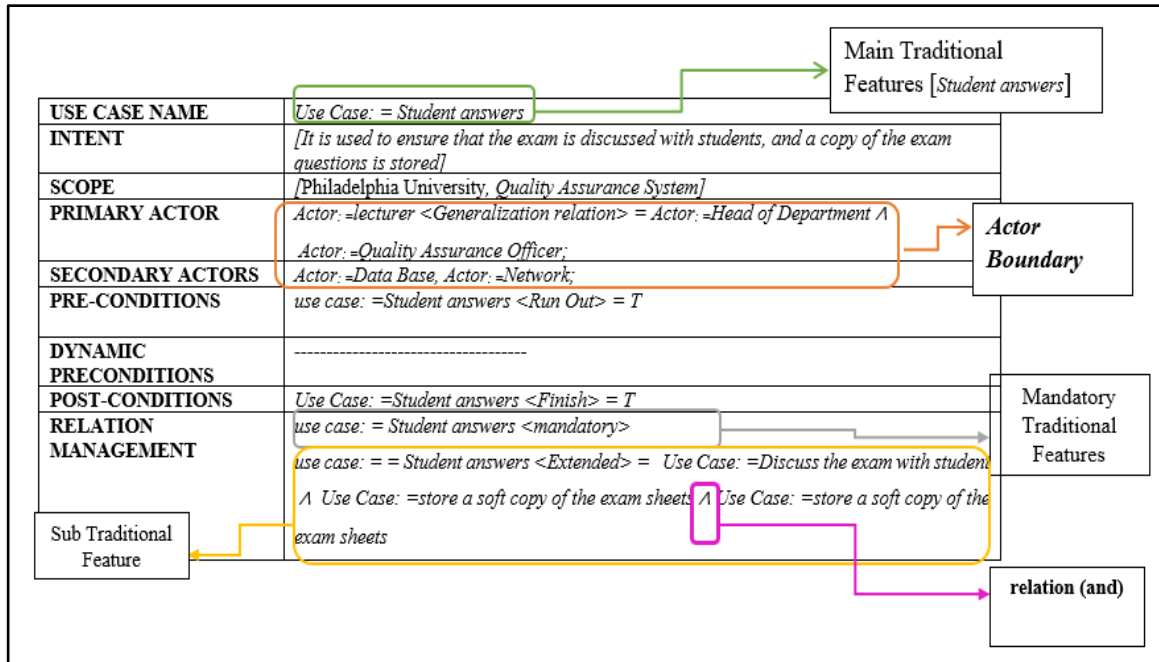 Main Traditional
Features [Student answers]
USE CASE NAME
Use Case: = Student answers
INTENT
[It is used to ensure that the exam is discussed with students, and a copy of the exam
questions is stored]
SCOPE
[Philadelphia University, Quality Assurance System]
PRIMARY ACTOR
Actor: =lecturer <Generalization relation> = Actor: =Head of Department Λ
Actor: =Quality Assurance Officer;
Actor
Boundary
SECONDARY ACTORS
Actor: =Data Base, Actor: =Network;
PRE-CONDITIONS
use case: =Student answers <Run Out> = T
DYNAMIC
PRECONDITIONS
------------------------------------
POST-CONDITIONS
Use Case: =Student answers <Finish> = T
RELATION
MANAGEMENT
use case: = Student answers <mandatory>
Mandatory
Traditional
Features
use case: = = Student answers <Extended> = Use Case: =Discuss the exam with student
Λ Use Case: =store a soft copy of the exam sheets Λ Use Case: =store a soft copy of the
exam sheets
Sub Traditional
Feature
relation (and)